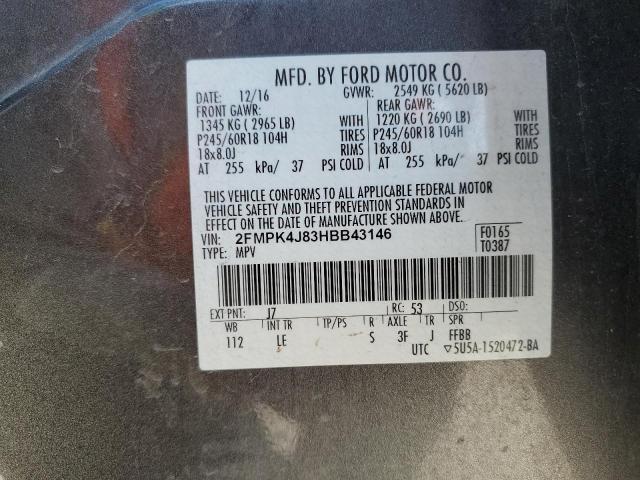 MFD. BY FORD MOTOR CO.
DATE: 12/16 GVWR: 2549 KG ( 5620 LB)
FRONT GAWR: REAR GAWR:
1345 KG ( 2965 LB) WITH 1220 KG ( 2690 LB) WITH
P245/60R18 104H TIRES P245/60R18 104H TIRES
18x8.0J RIMS 18x8.0J RIMS
AT 255 kPa/ 37 PSI COLD AT 255 kPa/ 37 PSI COLD
THIS VEHICLE CONFORMS TO ALL APPLICABLE FEDERAL MOTOR
VEHICLE SAFETY AND THEFT PREVENTION STANDARDS IN
EFFECT ON THE DATE OF MANUFACTURE SHOWN ABOVE.
VIN: 2FMPK4J83HBB43146 F0165
TYPE: MPV T0387
EXT PNT: J7 RC: 53 DSO:
WB INT TR TP/PS R AXLE TR SPR
112 LE S 3F J FFBB
UTC ▽5U5A-1520472-BA